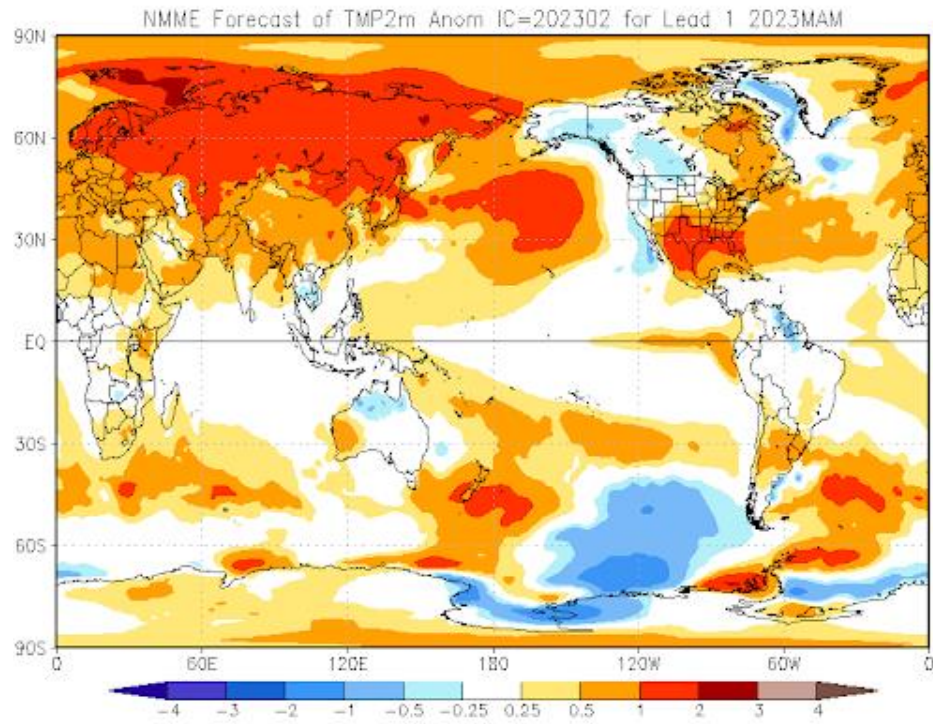 NMME Forecast of TMP2m Anom IC=202302 for Lead 1 2023MAM
90N
60N
30N
EQ
30S
60S
90S
0 60E 120E 180 120W 60W 0
-4 -3 -2 -1 -0.5 -0.25 0.25 0.5 1 2 3 4